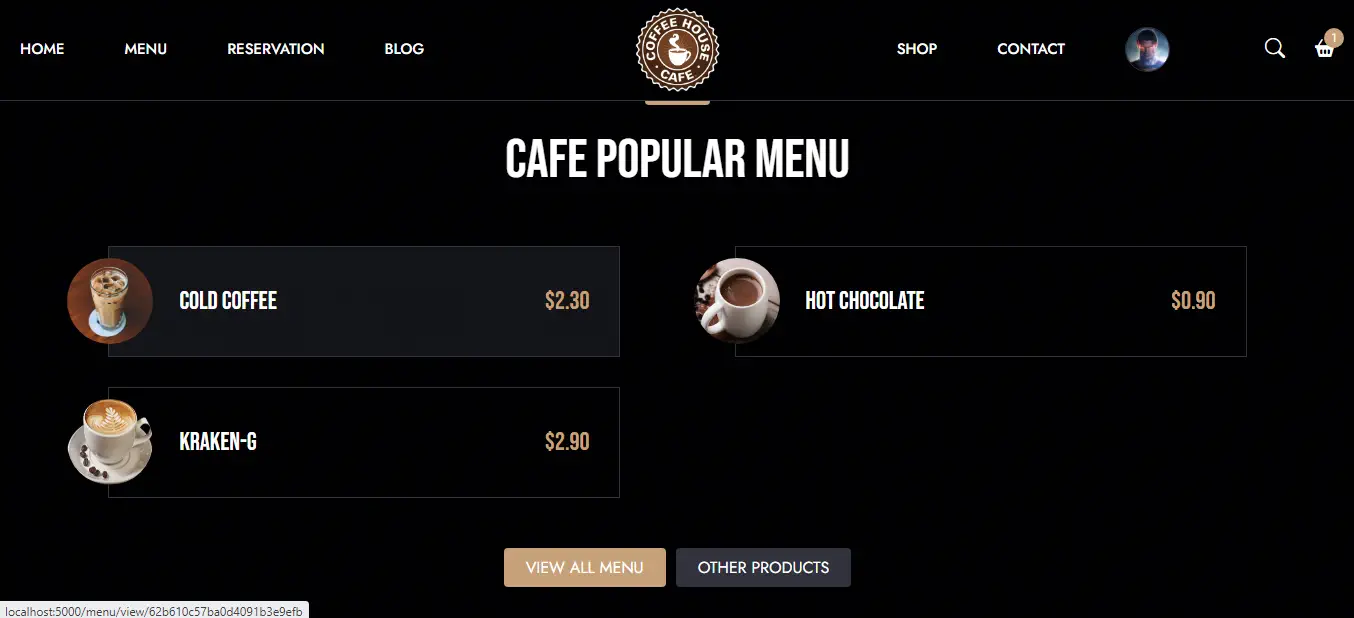 HOME
MENU
RESERVATION
BLOG
COFFEE HOUSE
CAFE
SHOP
CONTACT
1
CAFE POPULAR MENU
COLD COFFEE
$2.30
HOT CHOCOLATE
$0.90
KRAKEN-G
$2.90
VIEW ALL MENU
OTHER PRODUCTS
localhost:5000/menu/view/62b610c57ba0d4091b3e9efb